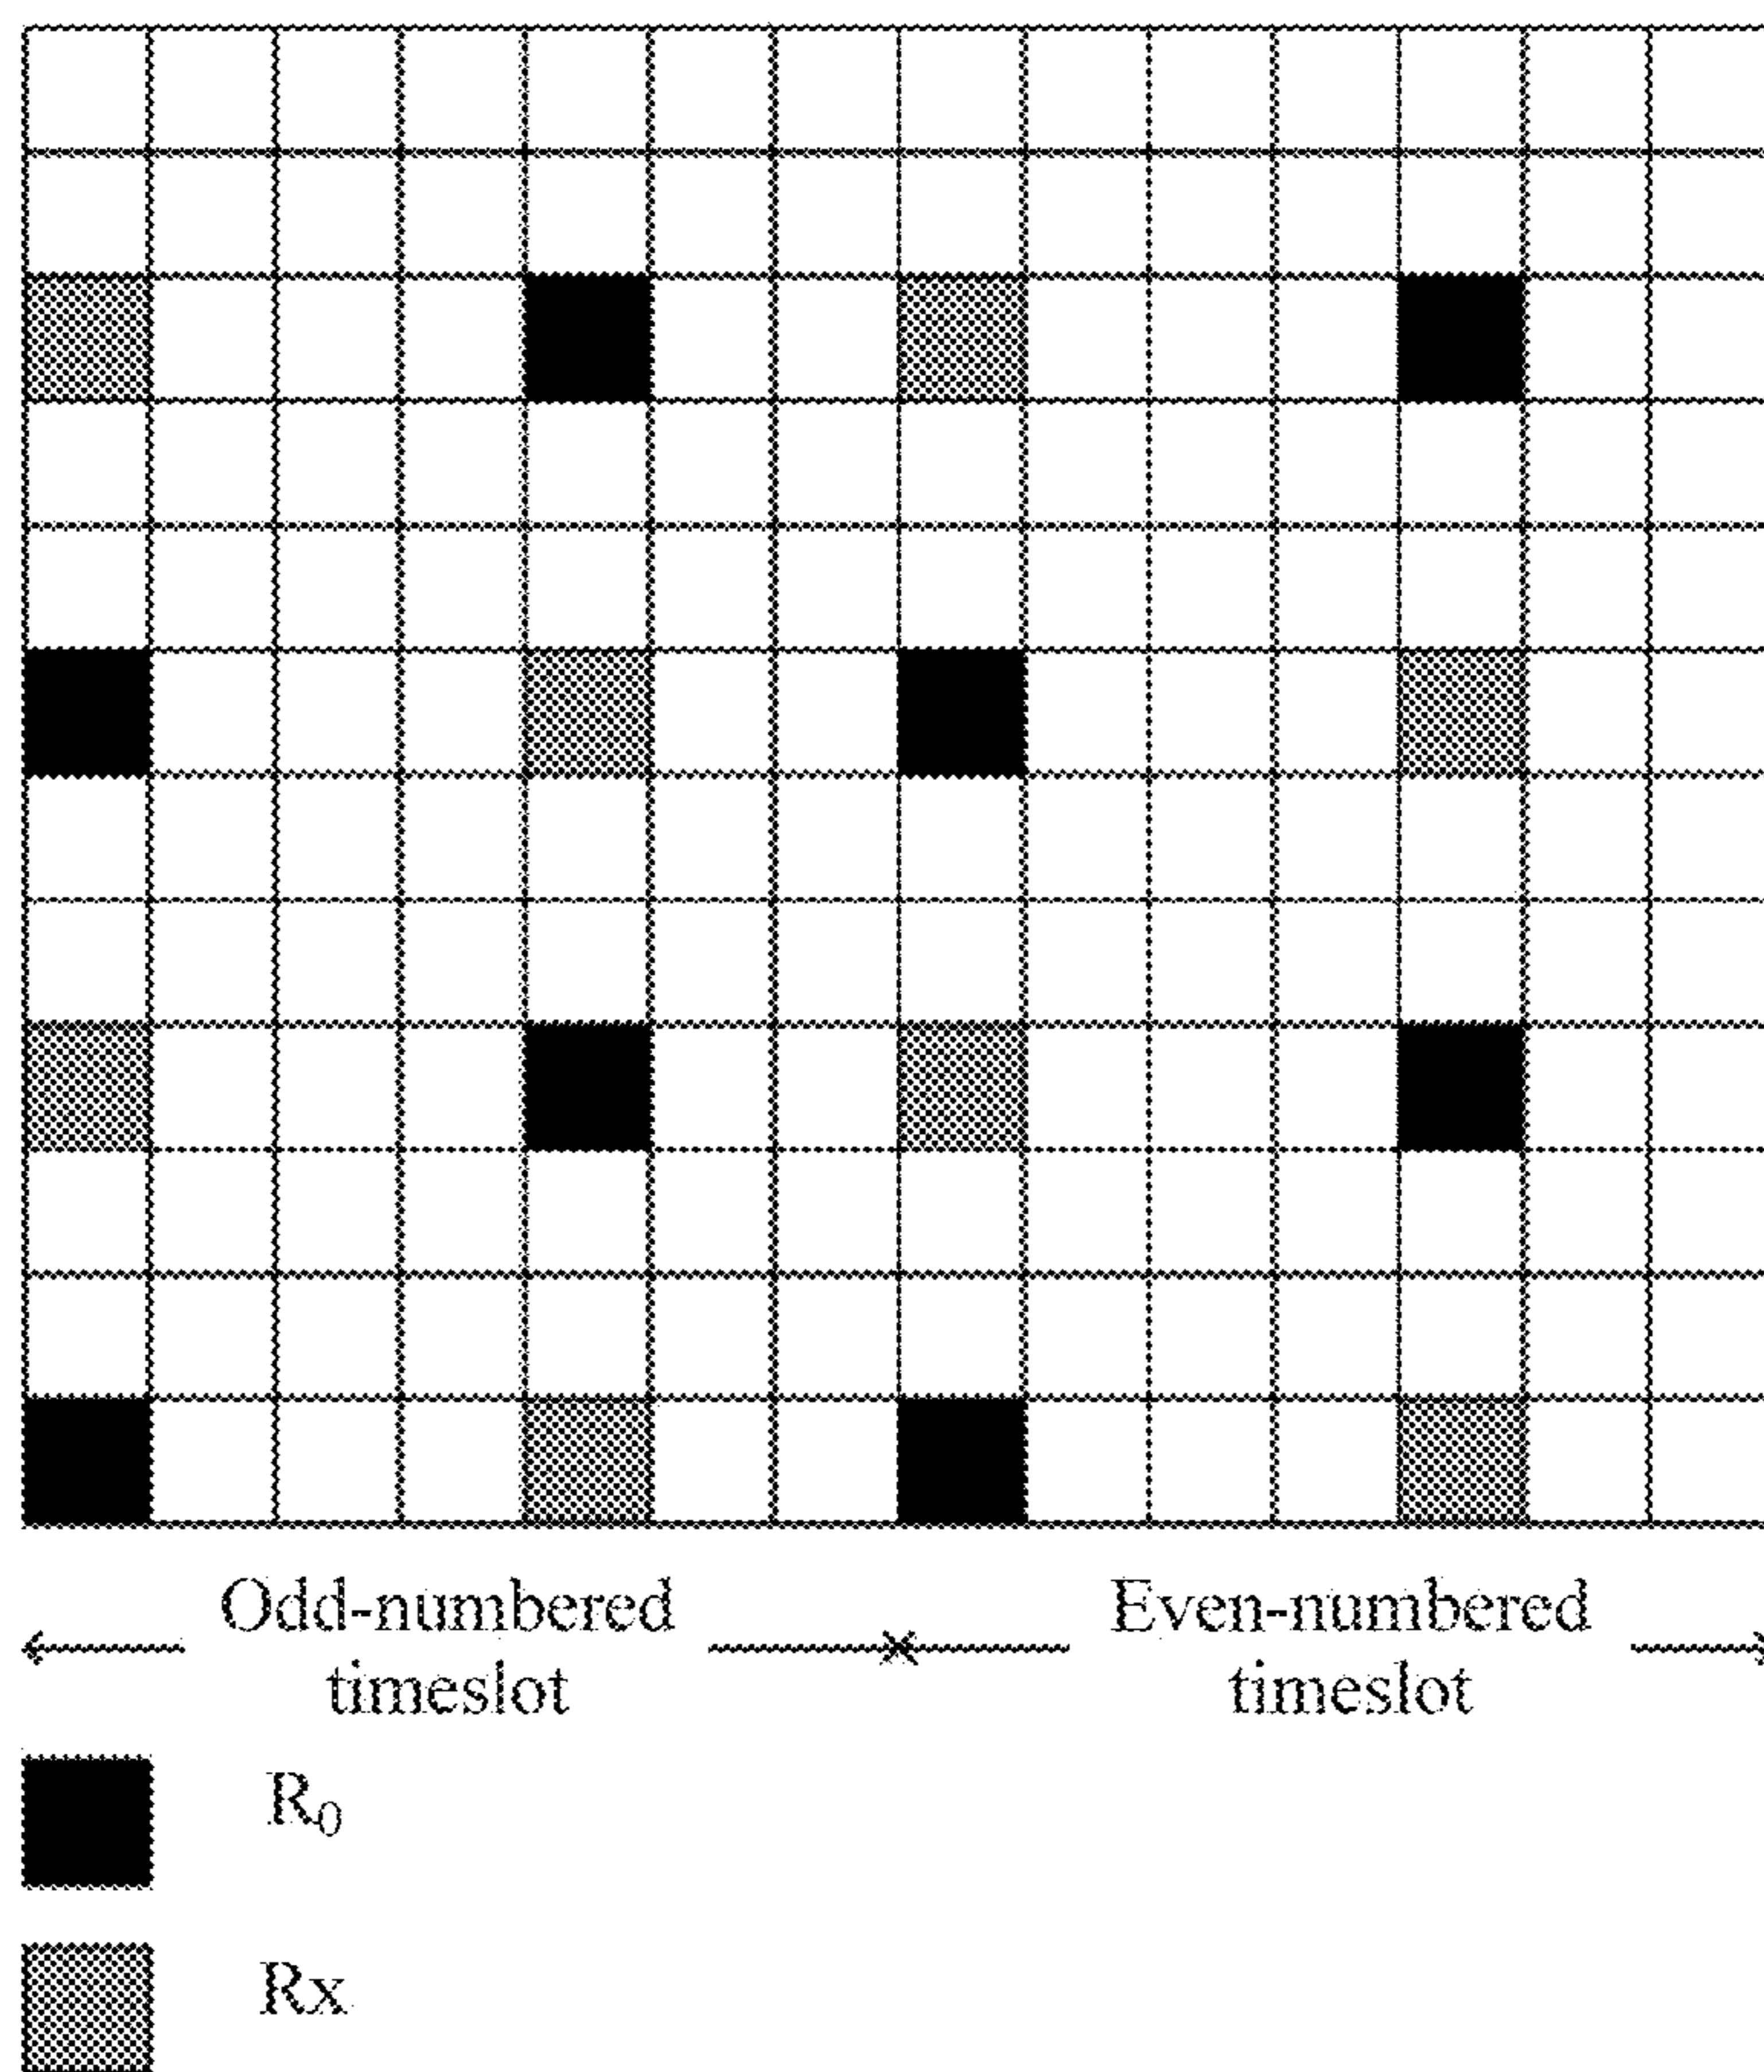 Odd-numbered
timeslot
Even-numbered
timeslot
R₀
Rx